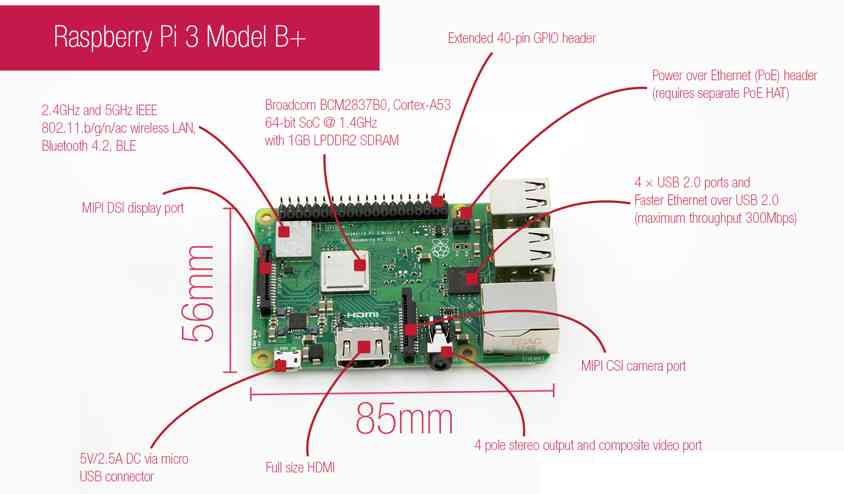 Raspberry Pi 3 Model B+
Extended 40-pin GPIO header
Power over Ethernet (PoE) header
(requires separate PoE HAT)
2.4GHz and 5GHz IEEE
802.11.b/g/n/ac wireless LAN,
Bluetooth 4.2, BLE
Broadcom BCM2837B0, Cortex-A53
64-bit SoC @ 1.4GHz
with 1GB LPDDR2 SDRAM
4 × USB 2.0 ports and
Faster Ethernet over USB 2.0
(maximum throughput 300Mbps)
MIPI DSI display port
Raspberry Pi 3 Model B+
HDMI
56mm
MIPI CSI camera port
85mm
4 pole stereo output and composite video port
5V/2.5A DC via micro
USB connector
Full size HDMI